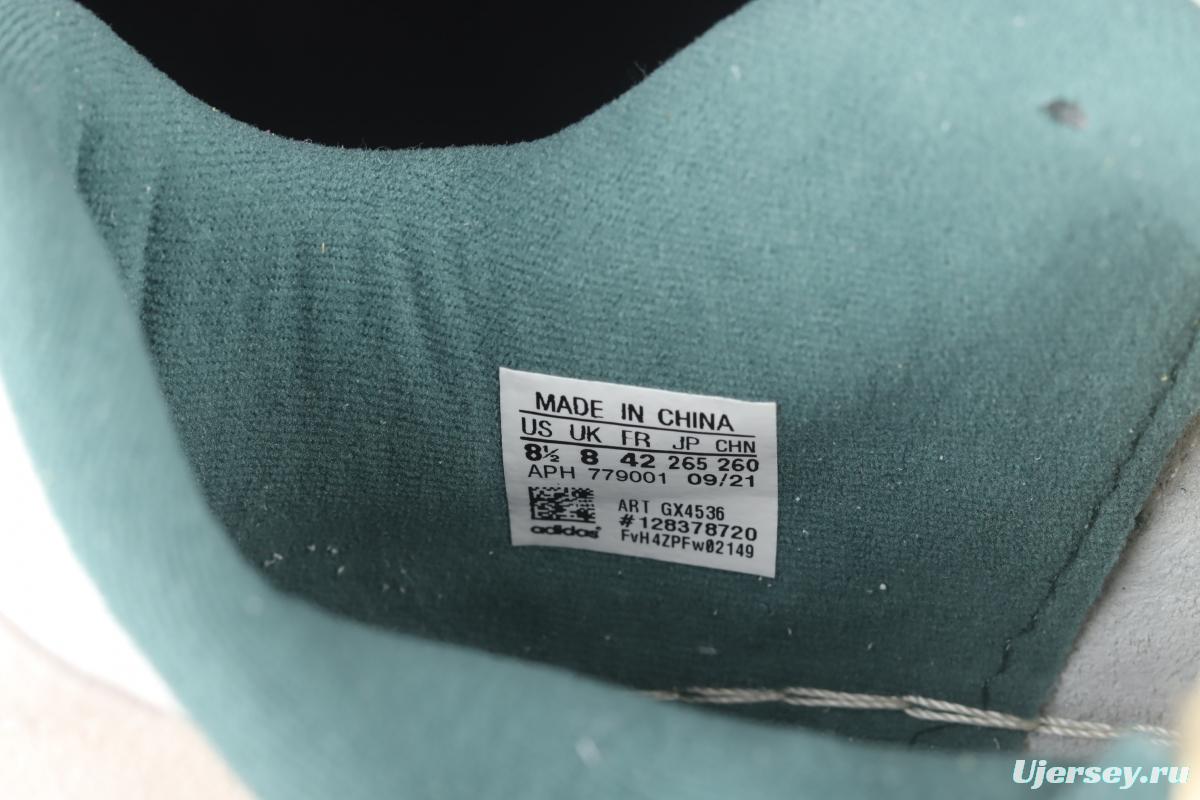 MADE IN CHINA
US UK FR JP CHN
8½ 8 42 265 260
APH 779001 09/21
ART GX4536
#128378720
adidas
FvH4ZPFw02149
Ujersey.ru